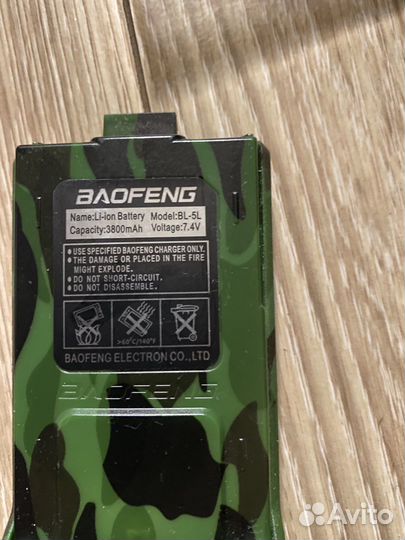 BAOFENG
Name:Li-ion Battery Model:BL-5L
Capacity:3800mAh Voltage:7.4V
● USE SPECIFIED BAOFENG CHARGER ONLY.
● THE DAMAGE OR PLACED IN THE FIRE
MIGHT EXPLODE.
● DO NOT SHORT-CIRCUIT.
● DO NOT DISASSEMBLE.
>60°C/140°F
BAOFENG ELECTRON CO.,LTD
BAOFENG
Avito